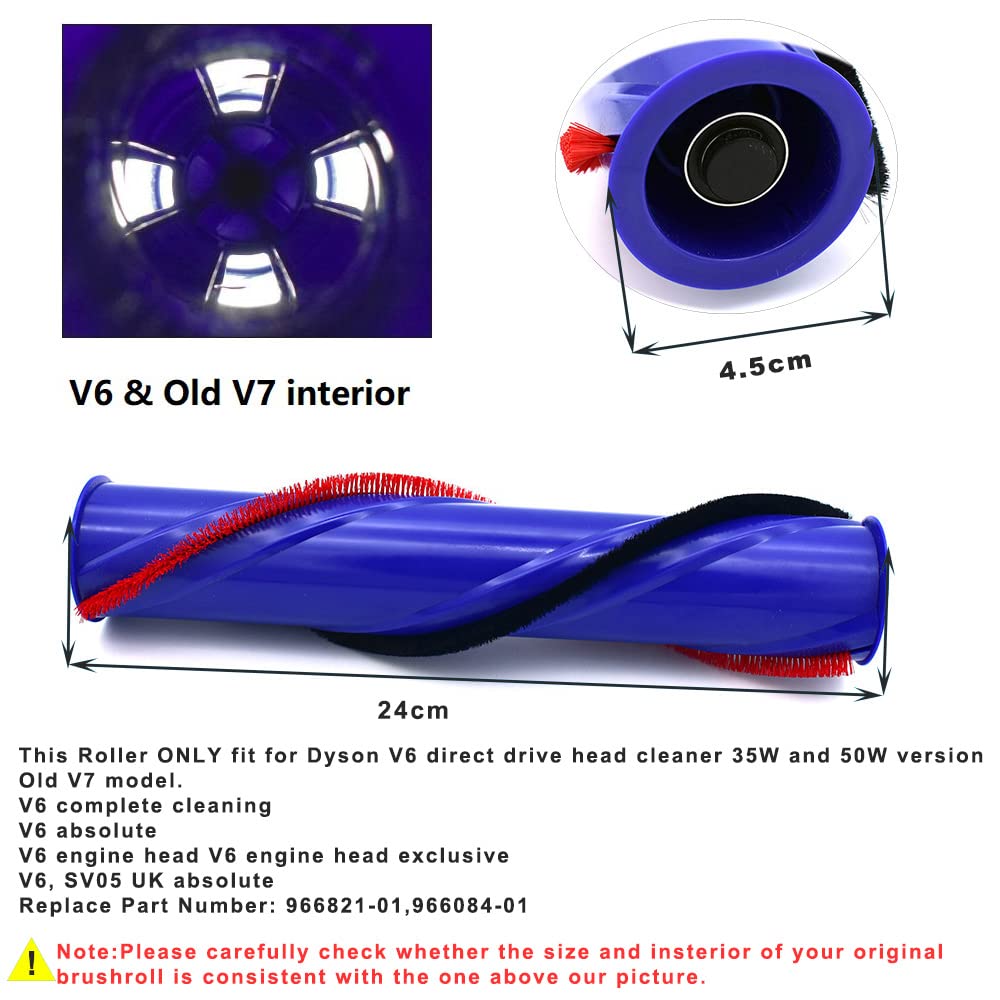 4.5cm
V6 & Old V7 interior
24cm
This Roller ONLY fit for Dyson V6 direct drive head cleaner 35W and 50W version
Old V7 model.
V6 complete cleaning
V6 absolute
V6 engine head V6 engine head exclusive
V6, SV05 UK absolute
Replace Part Number: 966821-01,966084-01
! Note:Please carefully check whether the size and insterior of your original
brushroll is consistent with the one above our picture.